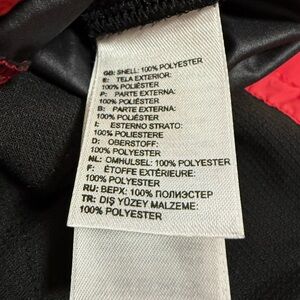 GB: SHELL: 100% POLYESTER
E: TELA EXTERIOR:
100% POLIÉSTER
P: PARTE EXTERNA:
100% POLIÉSTER
B: PARTE EXTERNA:
100% POLIÉSTER
I: ESTERNO STRATO:
100% POLIESTERE
D: OBERSTOFF:
100% POLYESTER
NL: OMHULSEL: 100% POLYESTER
F: ÉTOFFE EXTÉRIEURE:
100% POLYESTER
RU: ВЕРХ: 100% ПОЛИЭСТЕР
TR: DIŞ YÜZEY MALZEME:
100% POLYESTER